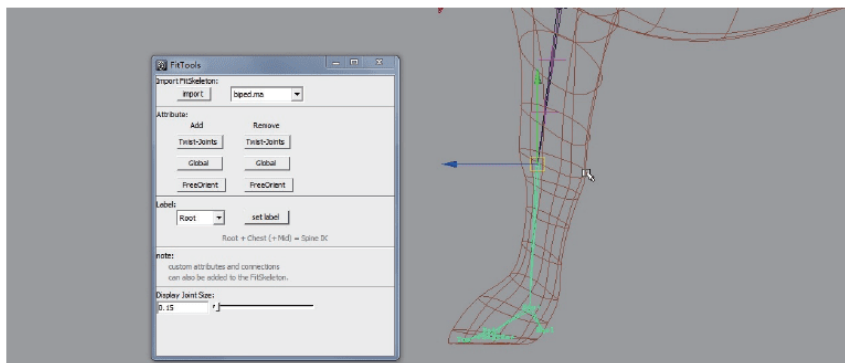 FitTools
Import FitSkeleton:
import
biped.ma
Attribute:
Add Remove
Twist-Joints Twist-Joints
Global Global
FreeOrient FreeOrient
Label:
Root
set label
Root + Chest (+ Mid) = Spine IK
note:
custom attributes and connections
can also be added to the FitSkeleton.
Display Joint Size:
0.15